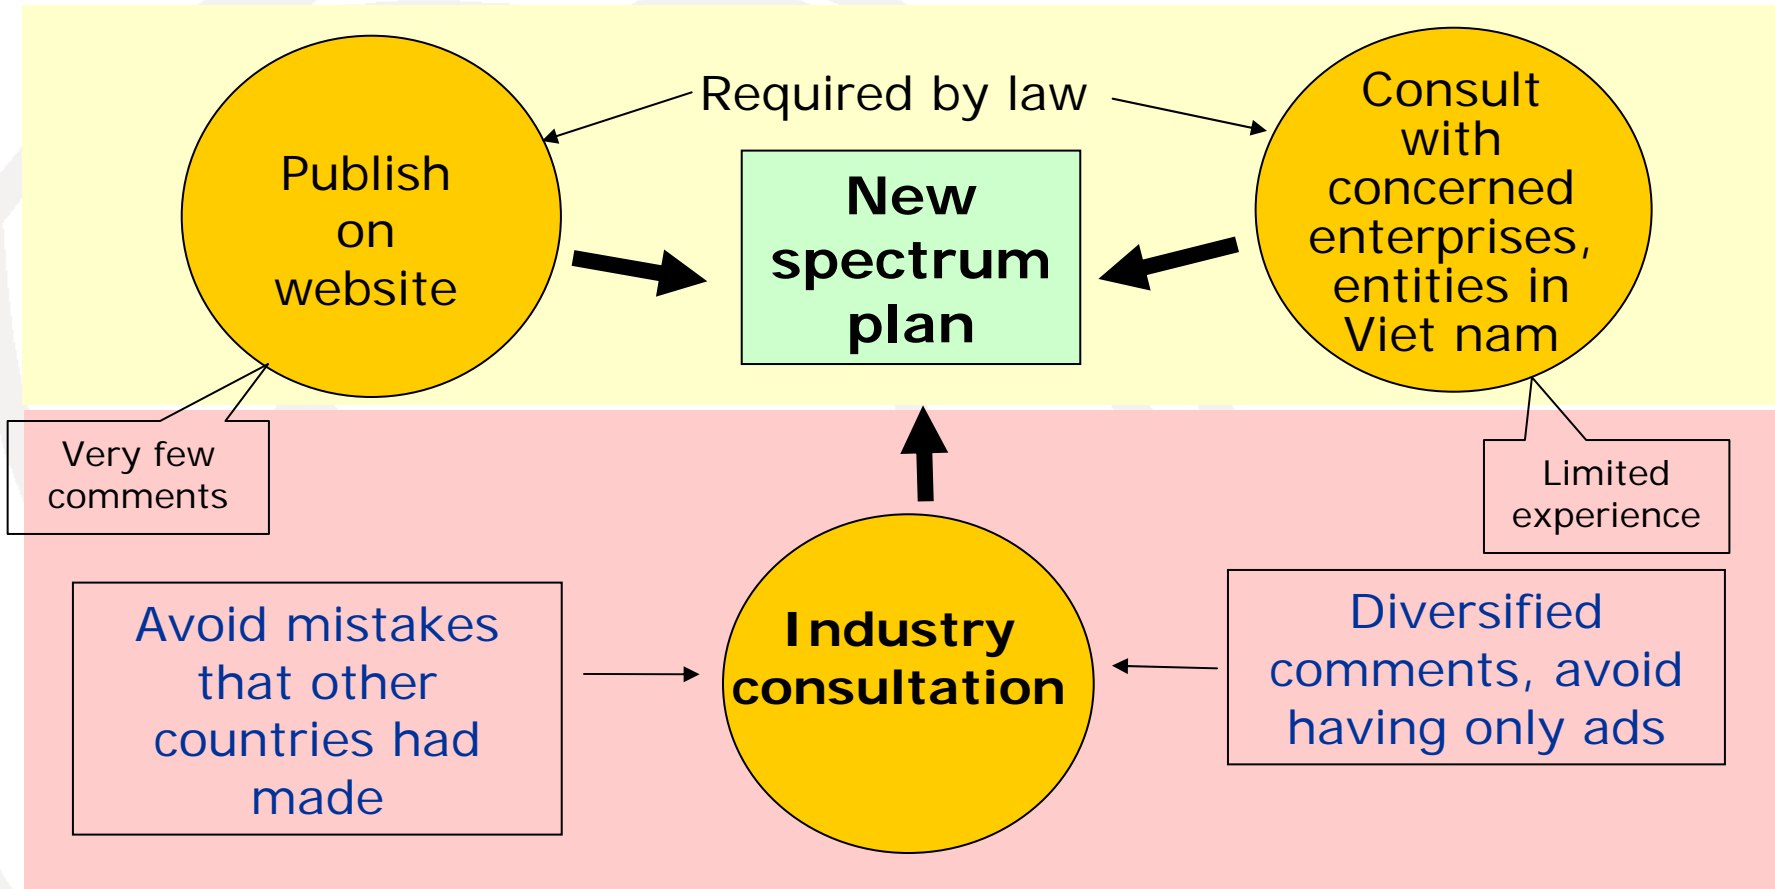 Required by law
Publish
on
website
New
spectrum
plan
Consult
with
concerned
enterprises,
entities in
Viet nam
Very few
comments
Limited
experience
Avoid mistakes
that other
countries had
made
Industry
consultation
Diversified
comments, avoid
having only ads